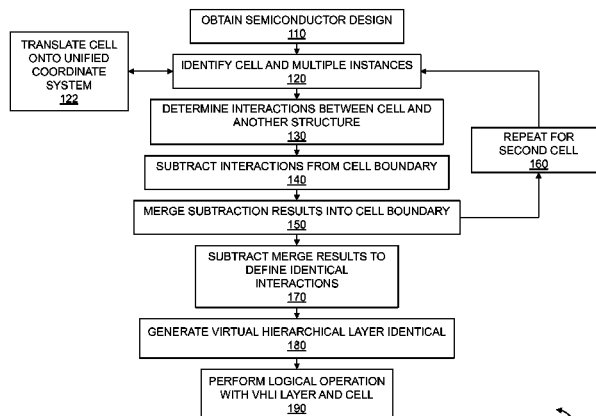 OBTAIN SEMICONDUCTOR DESIGN
110
TRANSLATE CELL
ONTO UNIFIED
COORDINATE
SYSTEM
122
IDENTIFY CELL AND MULTIPLE INSTANCES
120
DETERMINE INTERACTIONS BETWEEN CELL AND
ANOTHER STRUCTURE
130
REPEAT FOR
SECOND CELL
160
SUBTRACT INTERACTIONS FROM CELL BOUNDARY
140
MERGE SUBTRACTION RESULTS INTO CELL BOUNDARY
150
SUBTRACT MERGE RESULTS TO
DEFINE IDENTICAL
INTERACTIONS
170
GENERATE VIRTUAL HIERARCHICAL LAYER IDENTICAL
180
PERFORM LOGICAL OPERATION
WITH VHLI LAYER AND CELL
190